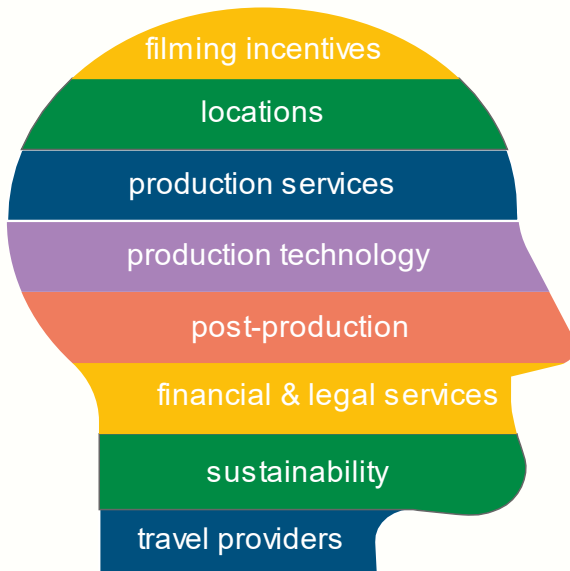 filming incentives
locations
production services
production technology
post-production
financial & legal services
sustainability
travel providers